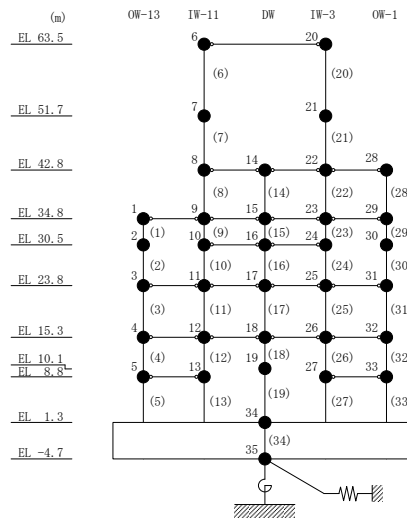 (m) OW-13 IW-11 DW IW-3 OW-1
EL 63.5 6 20
(6) (20)
EL 51.7 7 21
(7) (21)
EL 42.8 8 14 22 28
(8) (14) (22) (28
EL 34.8 1 9 15 23 29
(1) (9) (15) (23) (29
EL 30.5 2 10 16 24 30
(2) (10) (16) (24) (30
EL 23.8 3 11 17 25 31
(3) (11) (17) (25) (31
EL 15.3 4 12 18 26 32
EL 10.1 (4) (12) 19 (18) (26) (32
EL 8.8 5 13 27 33
(5) (13) (19) (27) (33
EL 1.3 34
(34)
EL -4.7 35